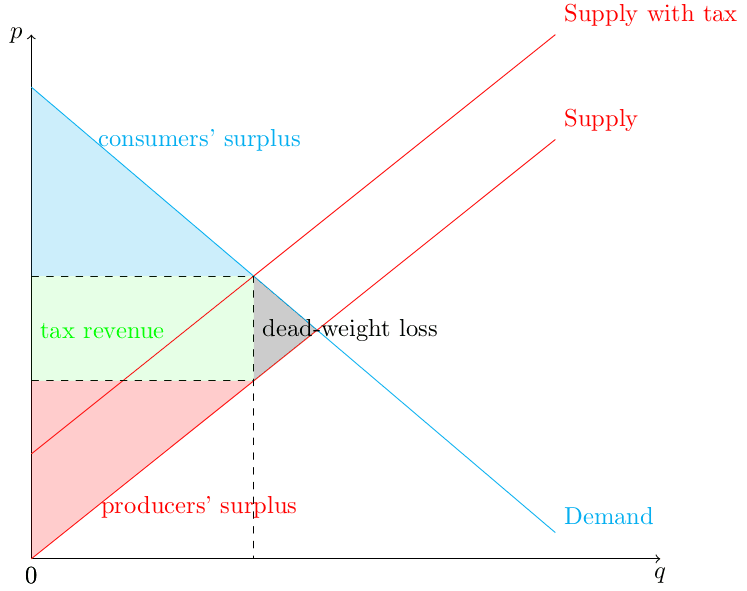 Supply with tax
p
Supply
consumers' surplus
tax revenue
dead-weight loss
producers' surplus
Demand
0
q